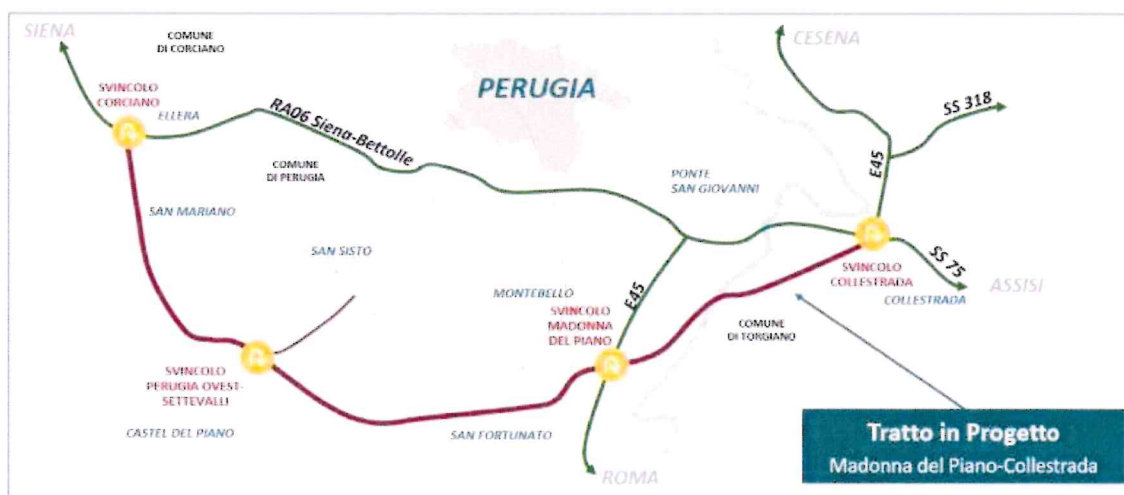 SIENA
COMUNE
DI CORCIANO
CESENA
SVINCOLO
CORCIANO
ELLERA
PERUGIA
RA06 Siena-Bettolle
SS 318
E45
COMUNE
DI PERUGIA
PONTE
SAN GIOVANNI
SAN MARIANO
SAN SISTO
SS 75
ASSISI
SVINCOLO
COLLESTRADA
COLLESTRADA
MONTEBELLO
E45
SVINCOLO
MADONNA
DEL PIANO
COMUNE
DI TORGIANO
SVINCOLO
PERUGIA OVEST-
SETTEVALLI
CASTEL DEL PIANO
SAN FORTUNATO
ROMA
Tratto in Progetto
Madonna del Piano-Collestrada